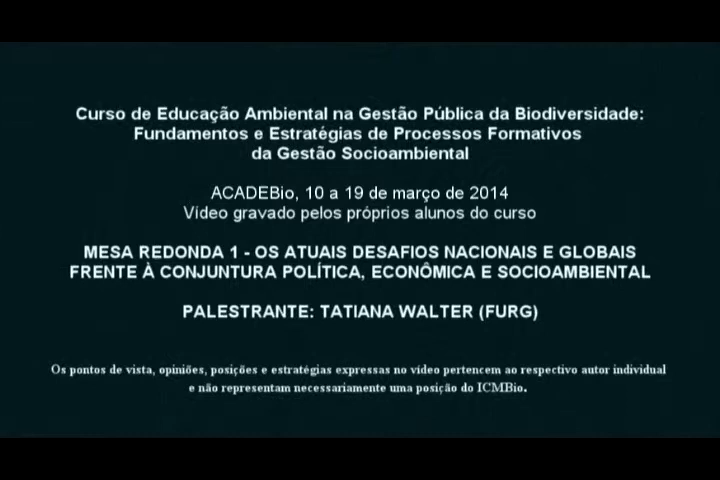 Curso de Educação Ambiental na Gestão Pública da Biodiversidade:
Fundamentos e Estratégias de Processos Formativos
da Gestão Socioambiental
ACADEBio, 10 a 19 de março de 2014
Vídeo gravado pelos próprios alunos do curso
MESA REDONDA 1 - OS ATUAIS DESAFIOS NACIONAIS E GLOBAIS
FRENTE À CONJUNTURA POLÍTICA, ECONÔMICA E SOCIOAMBIENTAL
PALESTRANTE: TATIANA WALTER (FURG)
Os pontos de vista, opiniões, posições e estratégias expressas no vídeo pertencem ao respectivo autor individual
e não representam necessariamente uma posição do ICMBio.